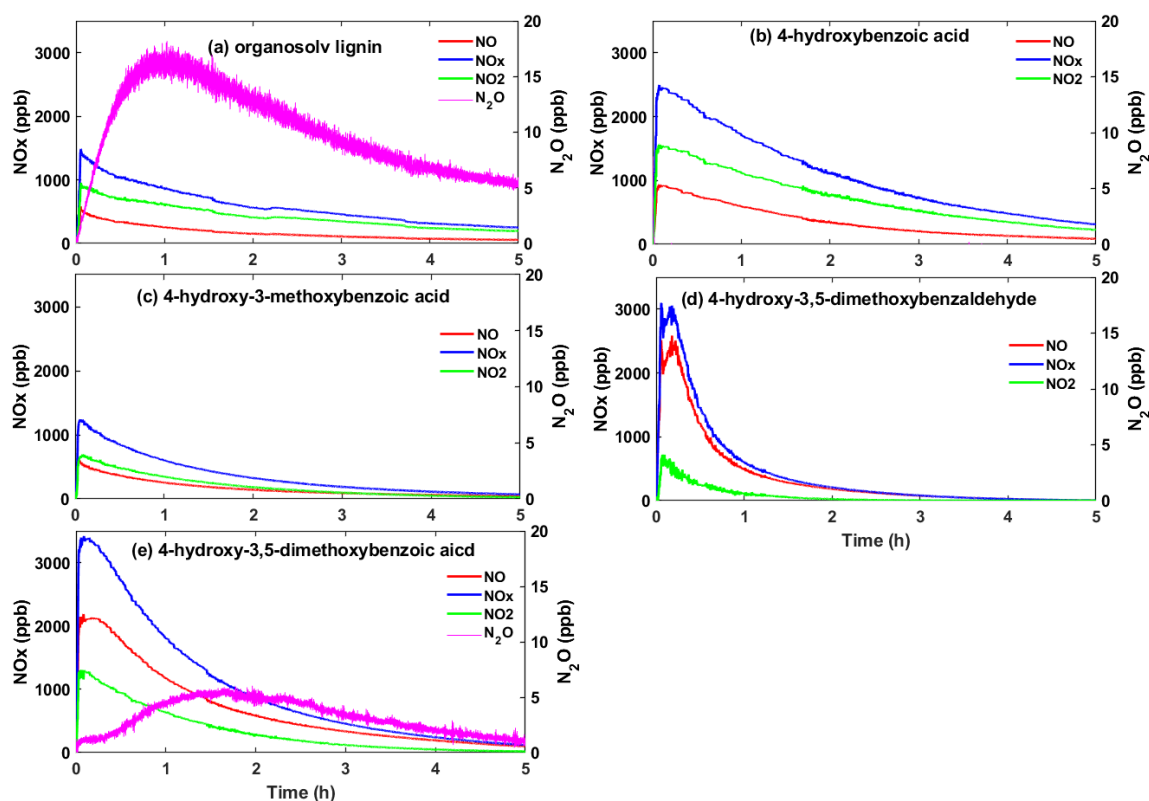 (a) organosolv lignin
NOx (ppb)
3000
2000
1000
0
20
15
10
5
0
N2O (ppb)
NO
NOx
NO2
N2O
0 1 2 3 4 5
(b) 4-hydroxybenzoic acid
NOx (ppb)
3000
2000
1000
0
20
15
10
5
0
N2O (ppb)
NO
NOx
NO2
0 1 2 3 4 5
(c) 4-hydroxy-3-methoxybenzoic acid
NOx (ppb)
3000
2000
1000
0
20
15
10
5
0
N2O (ppb)
NO
NOx
NO2
0 1 2 3 4 5
(d) 4-hydroxy-3,5-dimethoxybenzaldehyde
NOx (ppb)
3000
2000
1000
0
20
15
10
5
0
N2O (ppb)
NO
NOx
NO2
0 1 2 3 4 5
Time (h)
(e) 4-hydroxy-3,5-dimethoxybenzoic aicd
NOx (ppb)
3000
2000
1000
0
20
15
10
5
0
N2O (ppb)
NO
NOx
NO2
N2O
0 1 2 3 4 5
Time (h)